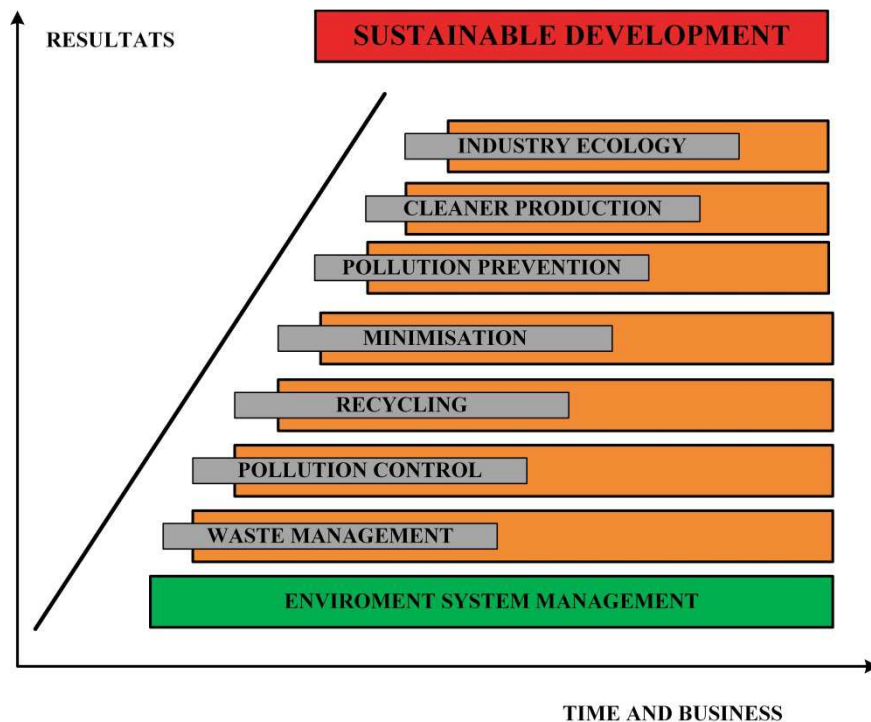 RESULTATS
SUSTAINABLE DEVELOPMENT
INDUSTRY ECOLOGY
CLEANER PRODUCTION
POLLUTION PREVENTION
MINIMISATION
RECYCLING
POLLUTION CONTROL
WASTE MANAGEMENT
ENVIROMENT SYSTEM MANAGEMENT
TIME AND BUSINESS